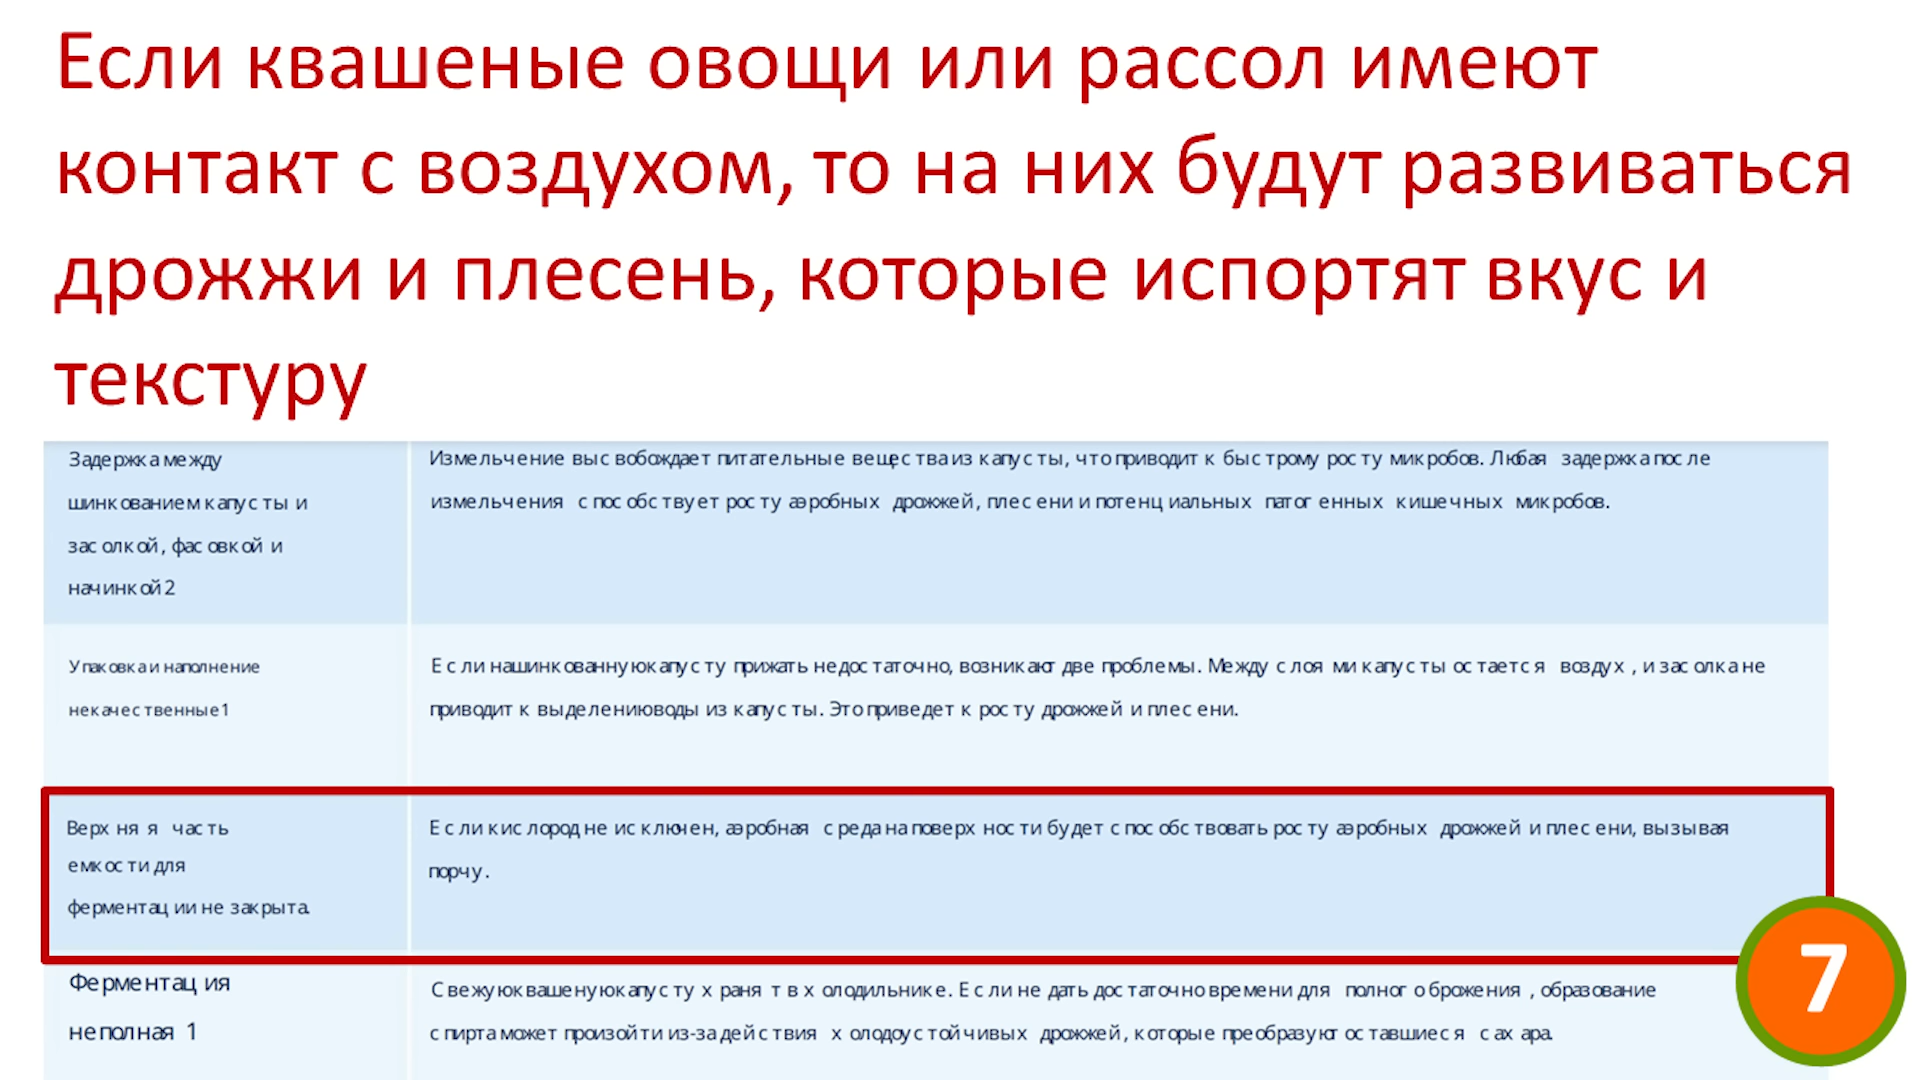 Если квашеные овощи или рассол имеют
контакт с воздухом, то на них будут развиваться
дрожжи и плесень, которые испортят вкус и
текстуру
Задержка между
шинкованием капусты и
засолкой, фасовкой и
начинкой 2
Измельчение высвобождает питательные вещества из капусты, что приводит к быстрому росту микробов. Любая задержка после
измельчения способствует росту аэробных дрожжей, плесени и потенциальных патогенных кишечных микробов.
Упаковка и наполнение
некачественные1
Если нашинкованную капусту прижать недостаточно, возникают две проблемы. Между слоями капусты остается воздух, и засолка не
приводит к выделению воды из капусты. Это приведет к росту дрожжей и плесени.
Верхняя часть
емкости для
ферментации не закрыта.
Если кислород не исключен, аэробная среда на поверхности будет способствовать росту аэробных дрожжей и плесени, вызывая
порчу.
Ферментация
неполная 1
Свежую квашеную капусту хранят в холодильнике. Если не дать достаточно времени для полного брожения, образование
спирта может произойти из-за действия холодоустойчивых дрожжей, которые преобразуют оставшиеся сахара.
7